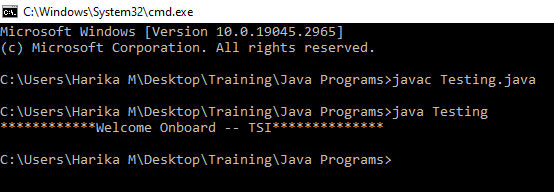 C:\Windows\System32\cmd.exe
Microsoft Windows [Version 10.0.19045.2965]
(c) Microsoft Corporation. All rights reserved.
C:\Users\Harika M\Desktop\Training\Java Programs>javac Testing.java
C:\Users\Harika M\Desktop\Training\Java Programs>java Testing
************Welcome Onboard -- TSI**************
C:\Users\Harika M\Desktop\Training\Java Programs>